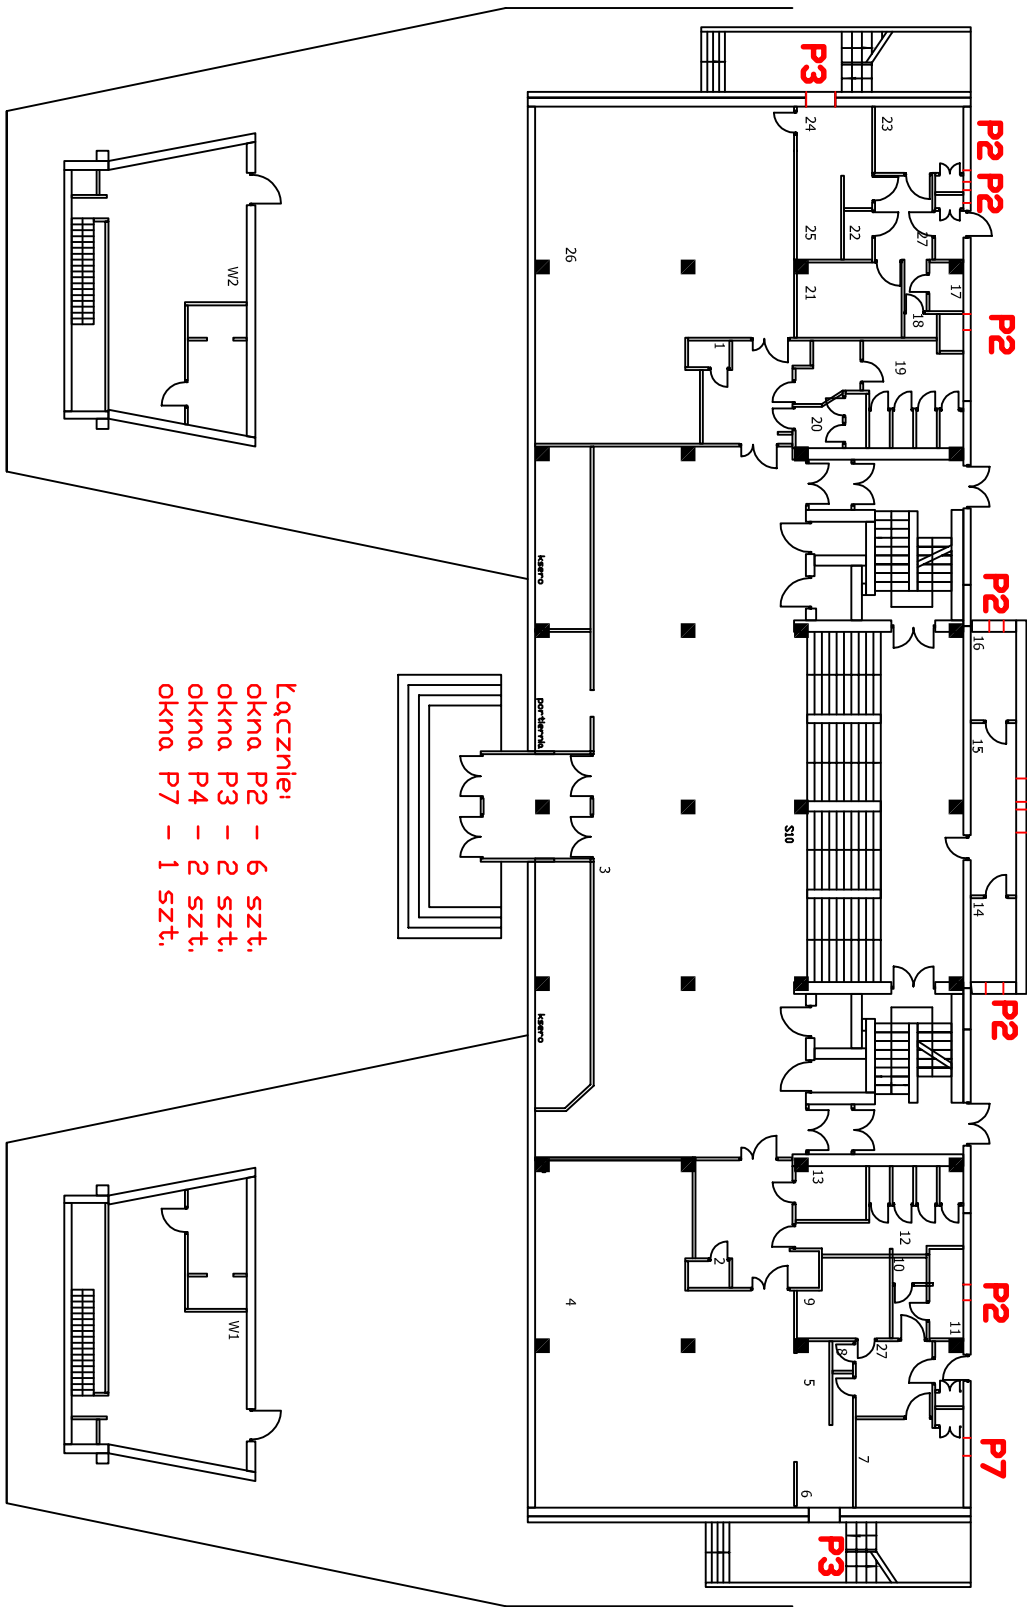 P3
P2
P2
P2
P2
P2
P2
P7
P3
24
23
25
22
27
21
17
18
19
20
1
26
W2
ksero
portiernia
ksero
16
15
14
S10
3
13
12
10
11
2
9
4
8
27
5
7
6
W1
Łącznie:
okna P2 - 6 szt.
okna P3 - 2 szt.
okna P4 - 2 szt.
okna P7 - 1 szt.